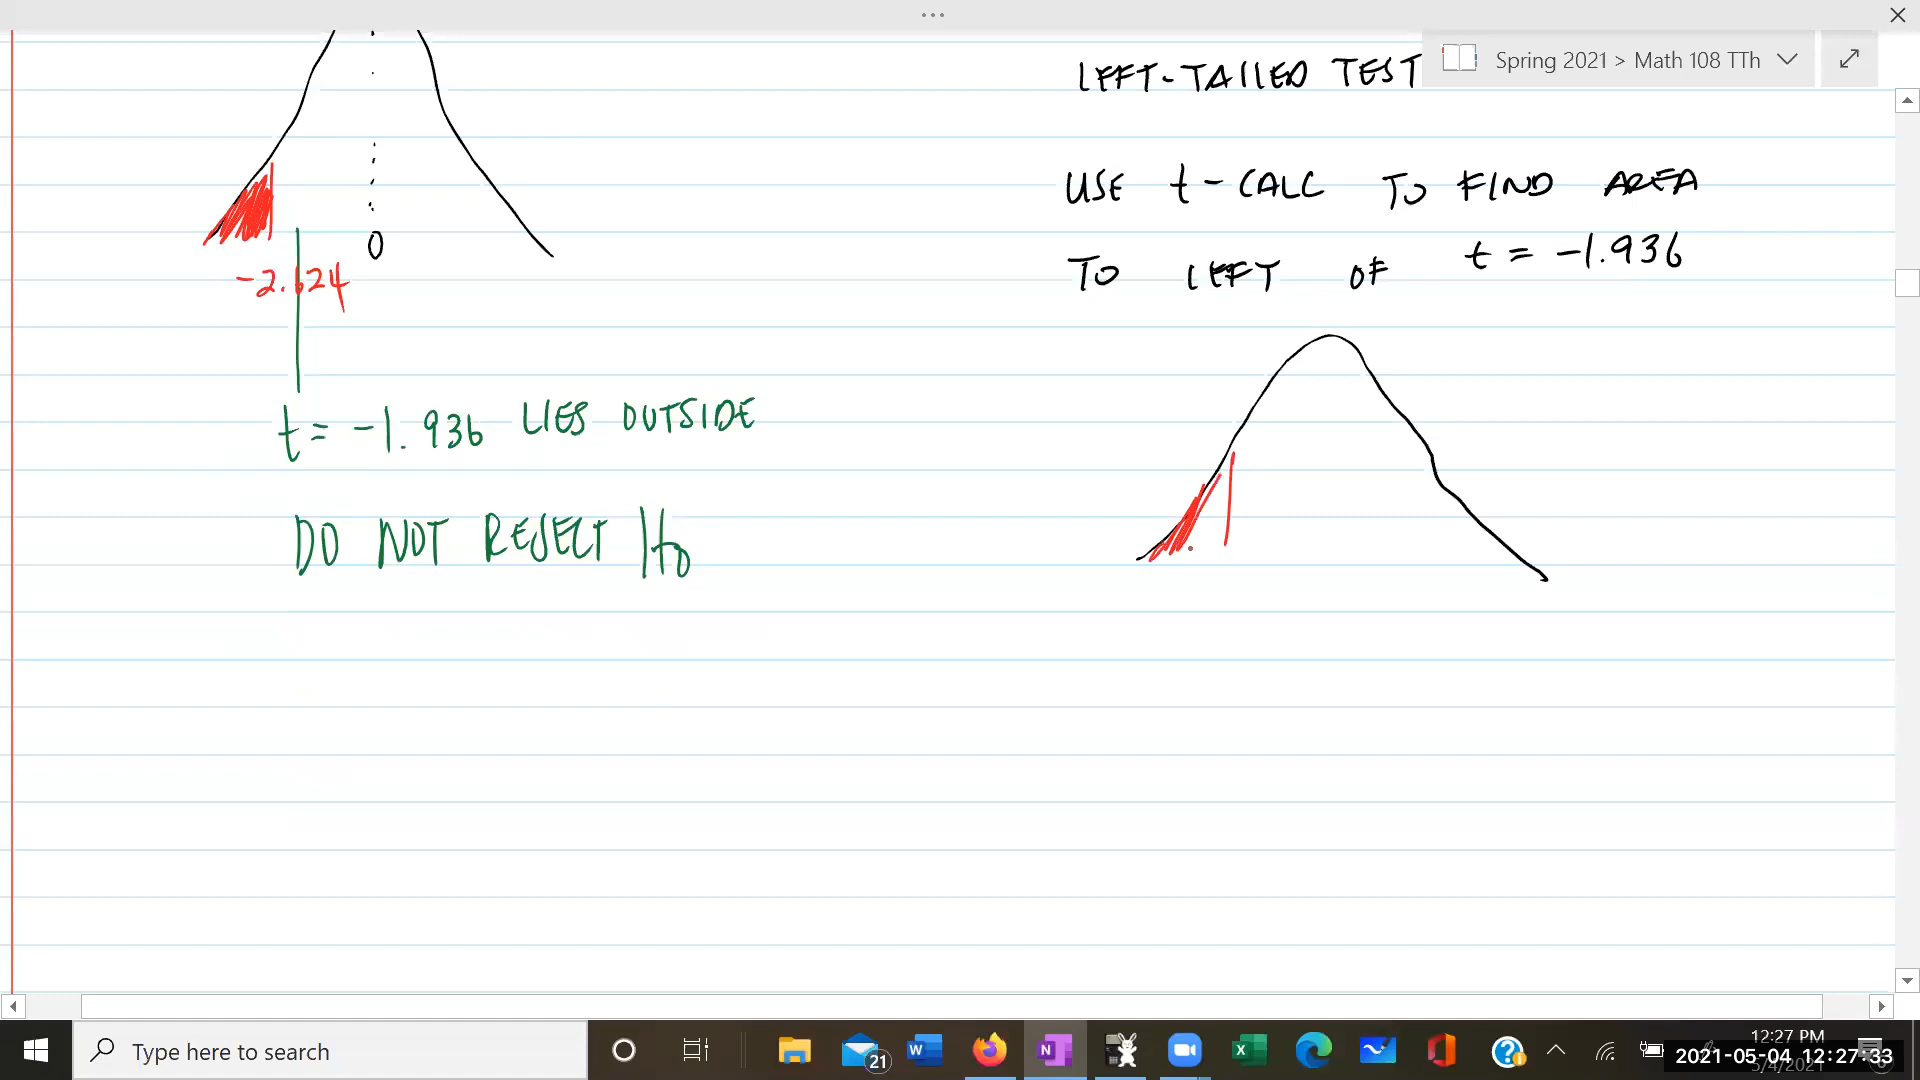 Spring 2021 > Math 108 TTh
LEFT-TAILED TEST
USE t-CALC TO FIND AREA
TO LEFT OF t = -1.936
0
-2.624
t = -1.936 LIES OUTSIDE
DO NOT REJECT H0
Type here to search
21
12:27 PM
2021-05-04 12:27:33